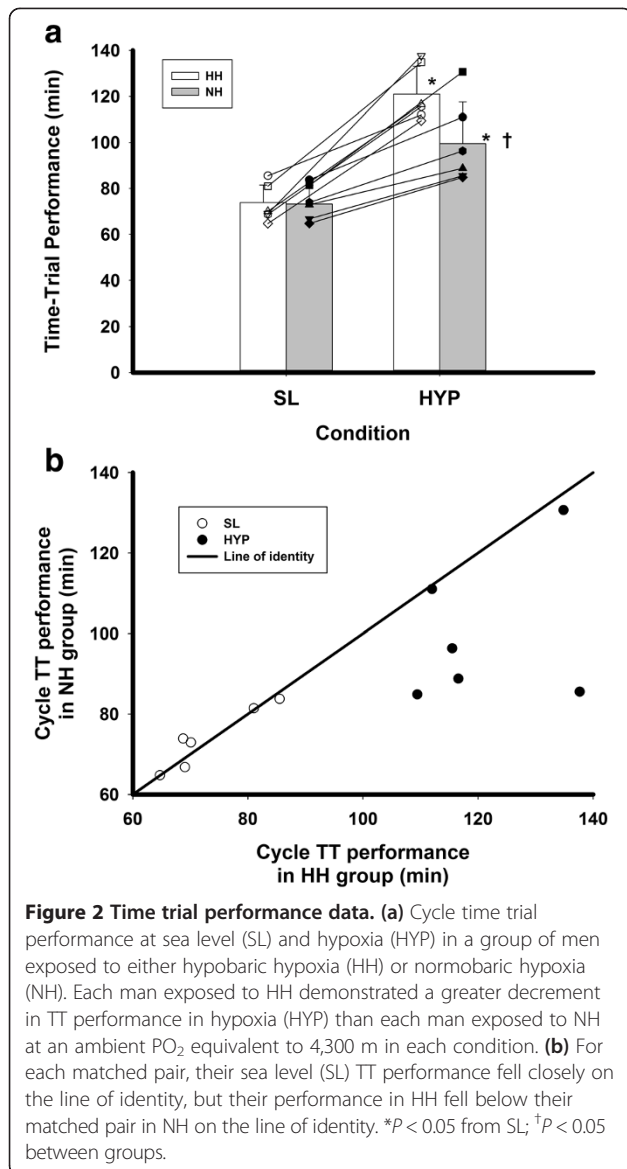 a
140
120
100
80
60
40
20
0
Time-Trial Performance (min)
HH
NH
*
* †
SL
HYP
Condition
b
140
120
100
80
60
Cycle TT performance
in NH group (min)
SL
HYP
Line of identity
60
80
100
120
140
Cycle TT performance
in HH group (min)
Figure 2 Time trial performance data. (a) Cycle time trial
performance at sea level (SL) and hypoxia (HYP) in a group of men
exposed to either hypobaric hypoxia (HH) or normobaric hypoxia
(NH). Each man exposed to HH demonstrated a greater decrement
in TT performance in hypoxia (HYP) than each man exposed to NH
at an ambient PO₂ equivalent to 4,300 m in each condition. (b) For
each matched pair, their sea level (SL) TT performance fell closely on
the line of identity, but their performance in HH fell below their
matched pair in NH on the line of identity. *P < 0.05 from SL; †P < 0.05
between groups.